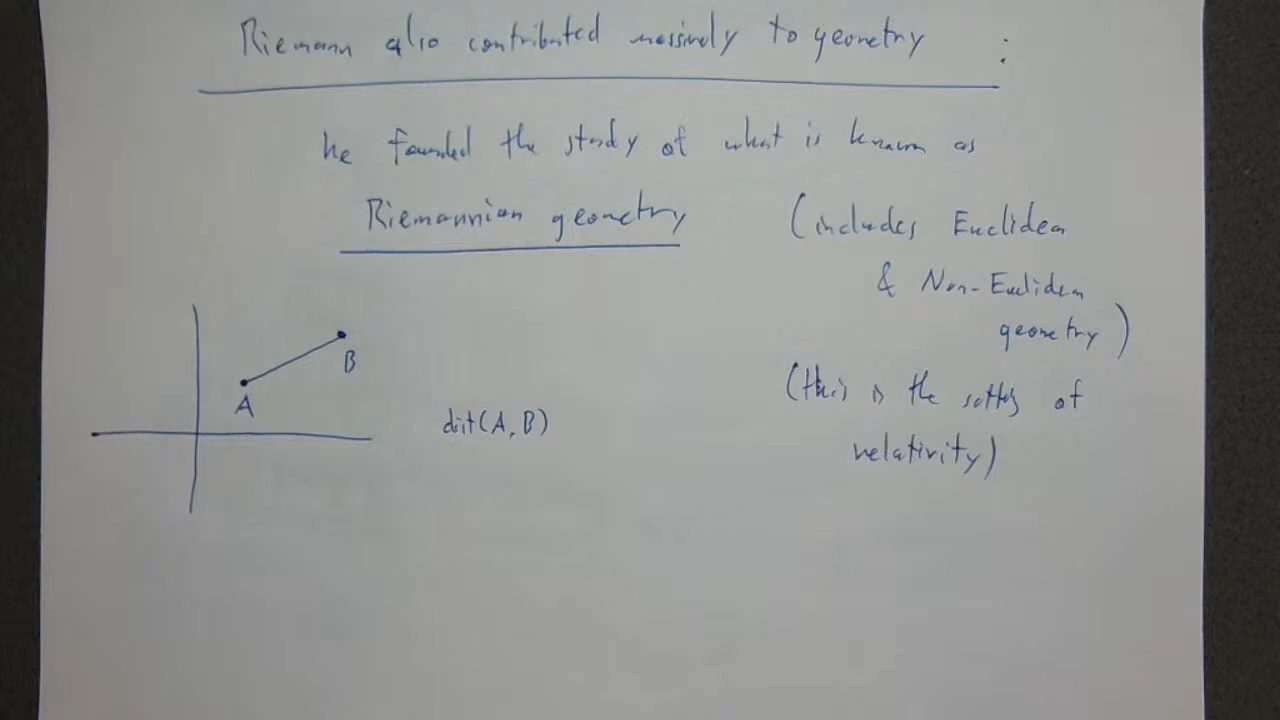 Riemann also contributed massively to geometry :
he founded the study of what is known as
Riemannian geometry
(includes Euclidean
& Non-Euclidean
geometry)
(this is the setting of
relativity)
A
B
dist(A, B)